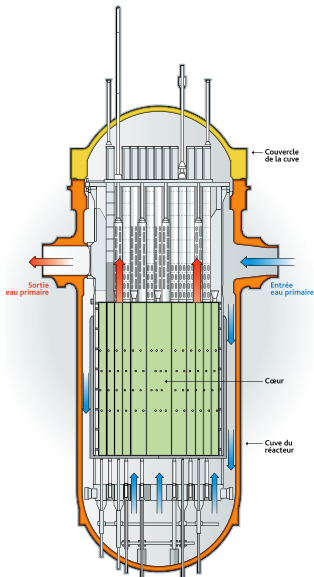 Couvercle
de la cuve
Sortie
eau primaire
Entrée
eau primaire
Cœur
Cuve du
réacteur